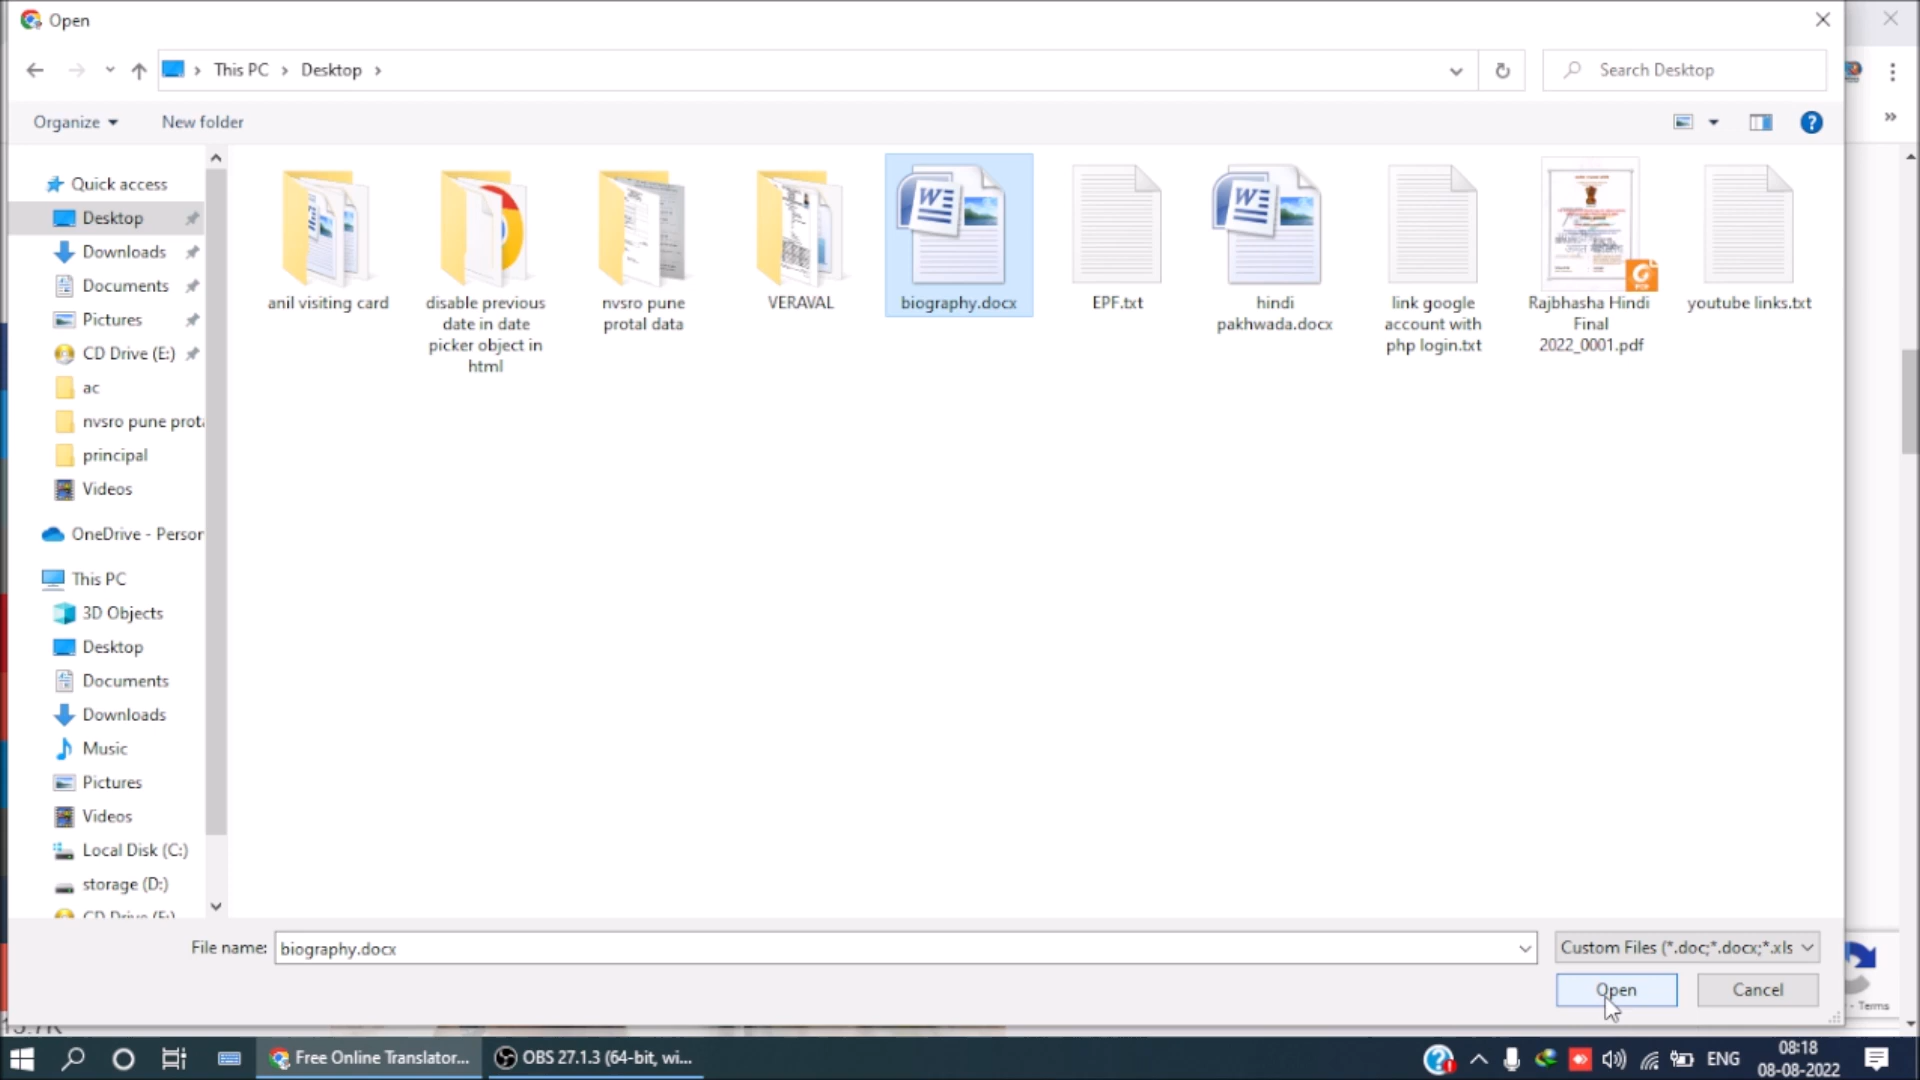 Open
This PC
Desktop
Search Desktop
Organize
New folder
Quick access
Desktop
Downloads
Documents
Pictures
CD Drive (E:)
ac
nvsro pune prot
principal
Videos
OneDrive - Person
This PC
3D Objects
Desktop
Documents
Downloads
Music
Pictures
Videos
Local Disk (C:)
storage (D:)
CD Drive (E:)
anil visiting card
disable previous
date in date
picker object in
html
nvsro pune
protal data
VERAVAL
biography.docx
EPF.txt
hindi
pakhwada.docx
link google
account with
php login.txt
Rajbhasha Hindi
Final
2022_0001.pdf
youtube links.txt
File name:
biography.docx
Custom Files (*.doc;*.docx;*.xls
Open
Cancel
- Terms
Free Online Translator...
OBS 27.1.3 (64-bit, wi...
ENG
08:18
08-08-2022